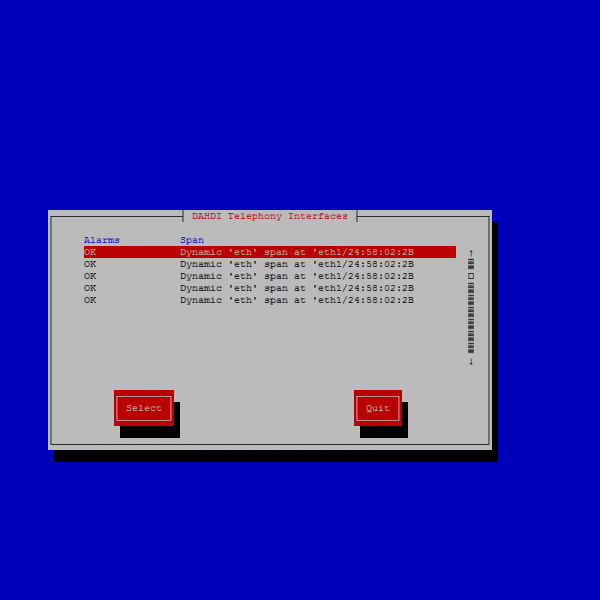 DAHDI Telephony Interfaces
Alarms Span
OK Dynamic 'eth' span at 'eth1/24:58:02:2B
OK Dynamic 'eth' span at 'eth1/24:58:02:2B
OK Dynamic 'eth' span at 'eth1/24:58:02:2B
OK Dynamic 'eth' span at 'eth1/24:58:02:2B
OK Dynamic 'eth' span at 'eth1/24:58:02:2B
Select Quit